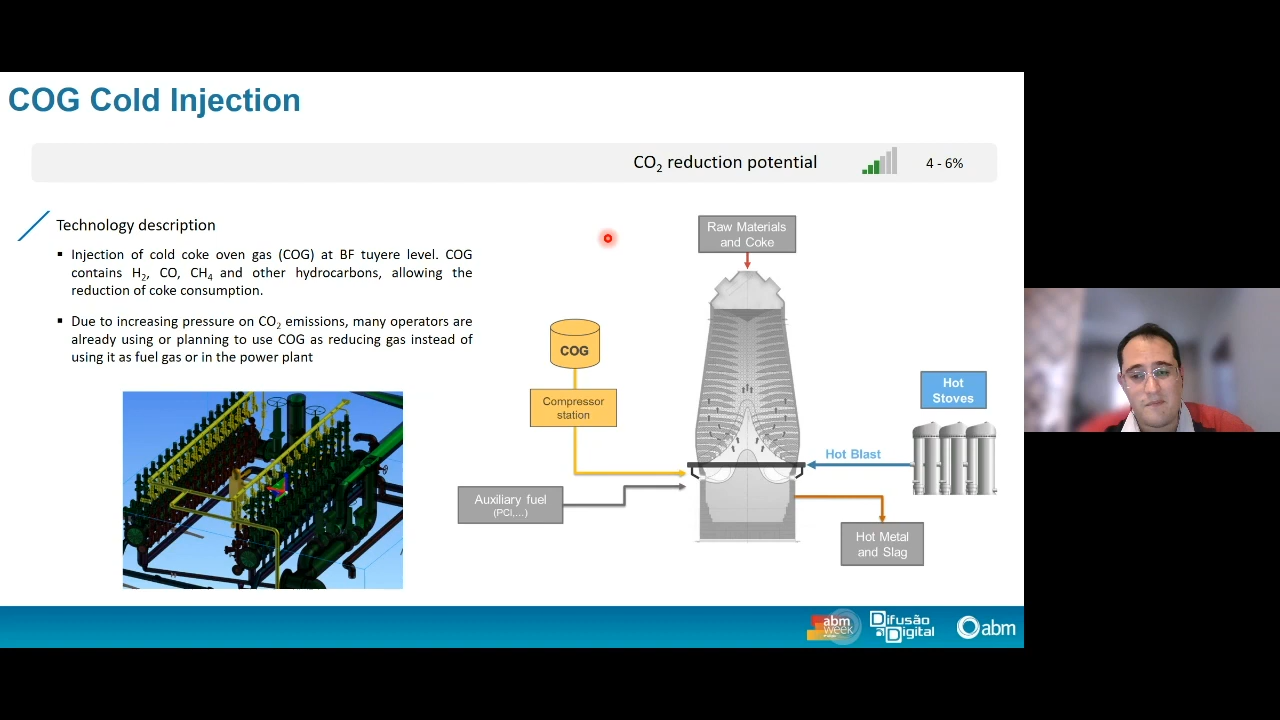 COG Cold Injection
CO2 reduction potential
4 - 6%
Technology description
▪ Injection of cold coke oven gas (COG) at BF tuyere level. COG
contains H2, CO, CH4 and other hydrocarbons, allowing the
reduction of coke consumption.
▪ Due to increasing pressure on CO2 emissions, many operators are
already using or planning to use COG as reducing gas instead of
using it as fuel gas or in the power plant
Raw Materials
and Coke
COG
Compressor
station
Auxiliary fuel
(PCI,...)
Hot
Stoves
Hot Blast
Hot Metal
and Slag
abm
week
Difusão
Digital
abm